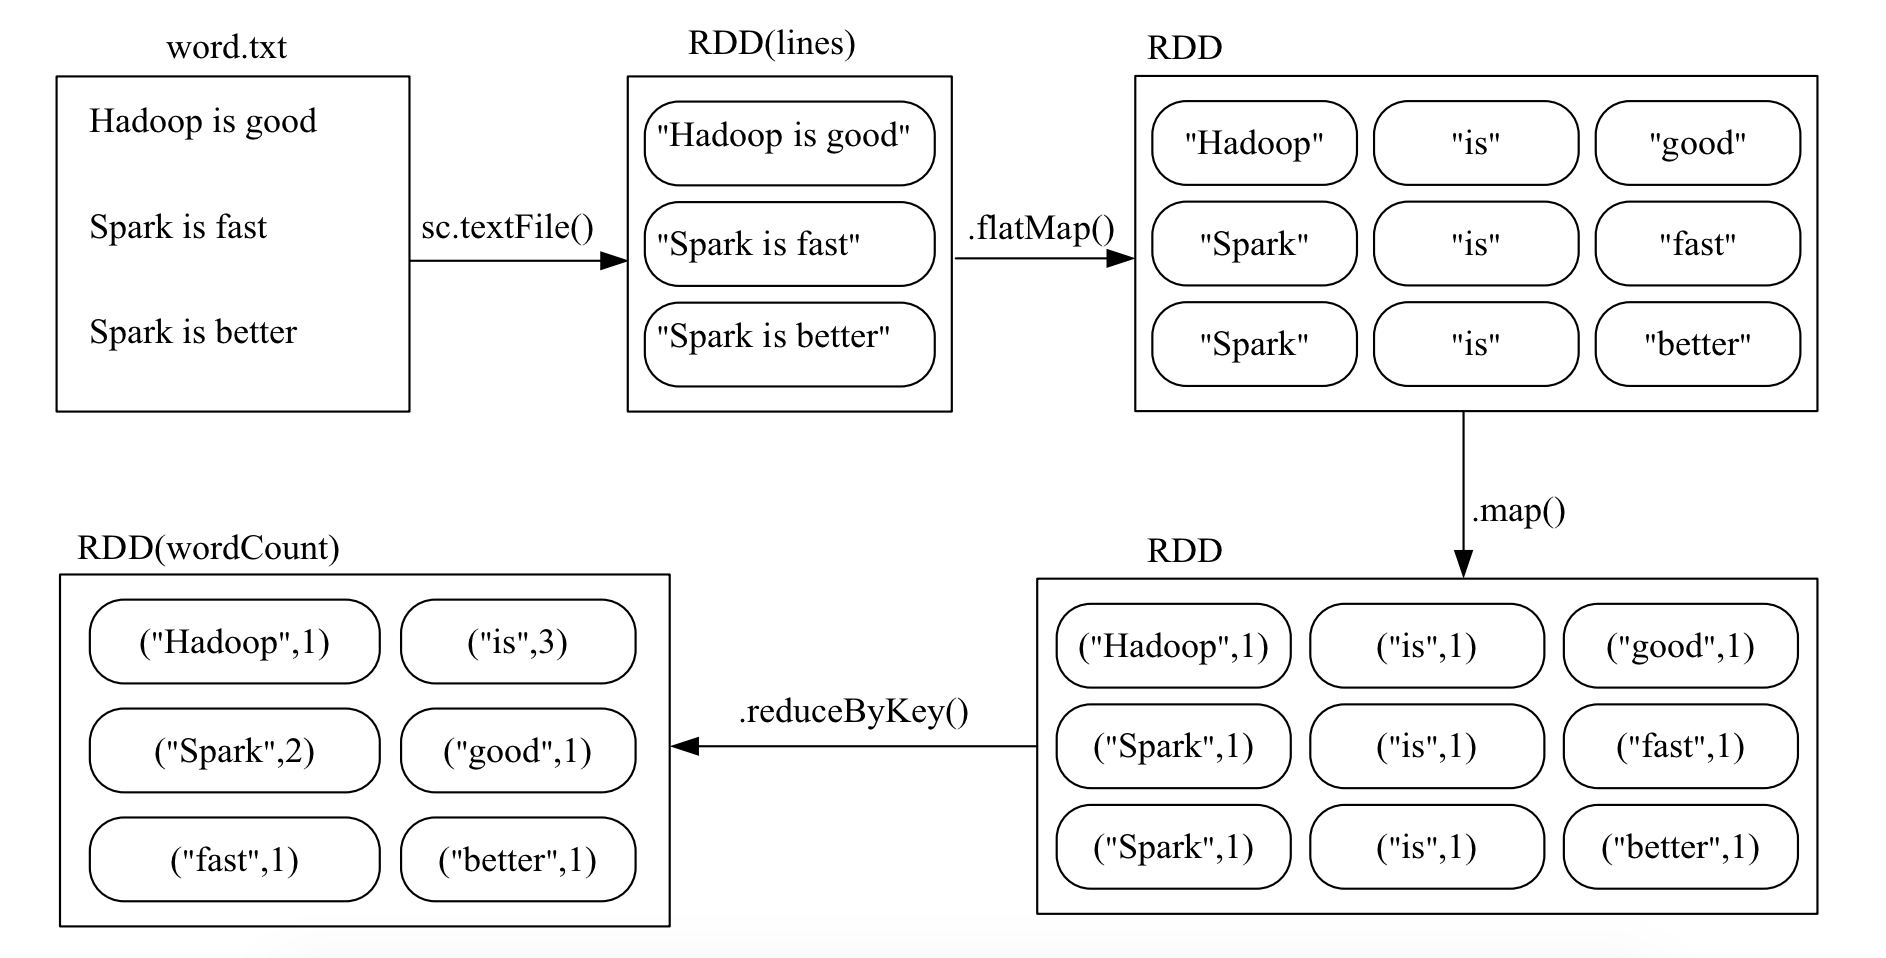 word.txt
Hadoop is good
Spark is fast
Spark is better
sc.textFile()
RDD(lines)
"Hadoop is good"
"Spark is fast"
"Spark is better"
.flatMap()
RDD
"Hadoop" "is" "good"
"Spark" "is" "fast"
"Spark" "is" "better"
.map()
RDD
("Hadoop",1) ("is",1) ("good",1)
("Spark",1) ("is",1) ("fast",1)
("Spark",1) ("is",1) ("better",1)
.reduceByKey()
RDD(wordCount)
("Hadoop",1) ("is",3)
("Spark",2) ("good",1)
("fast",1) ("better",1)